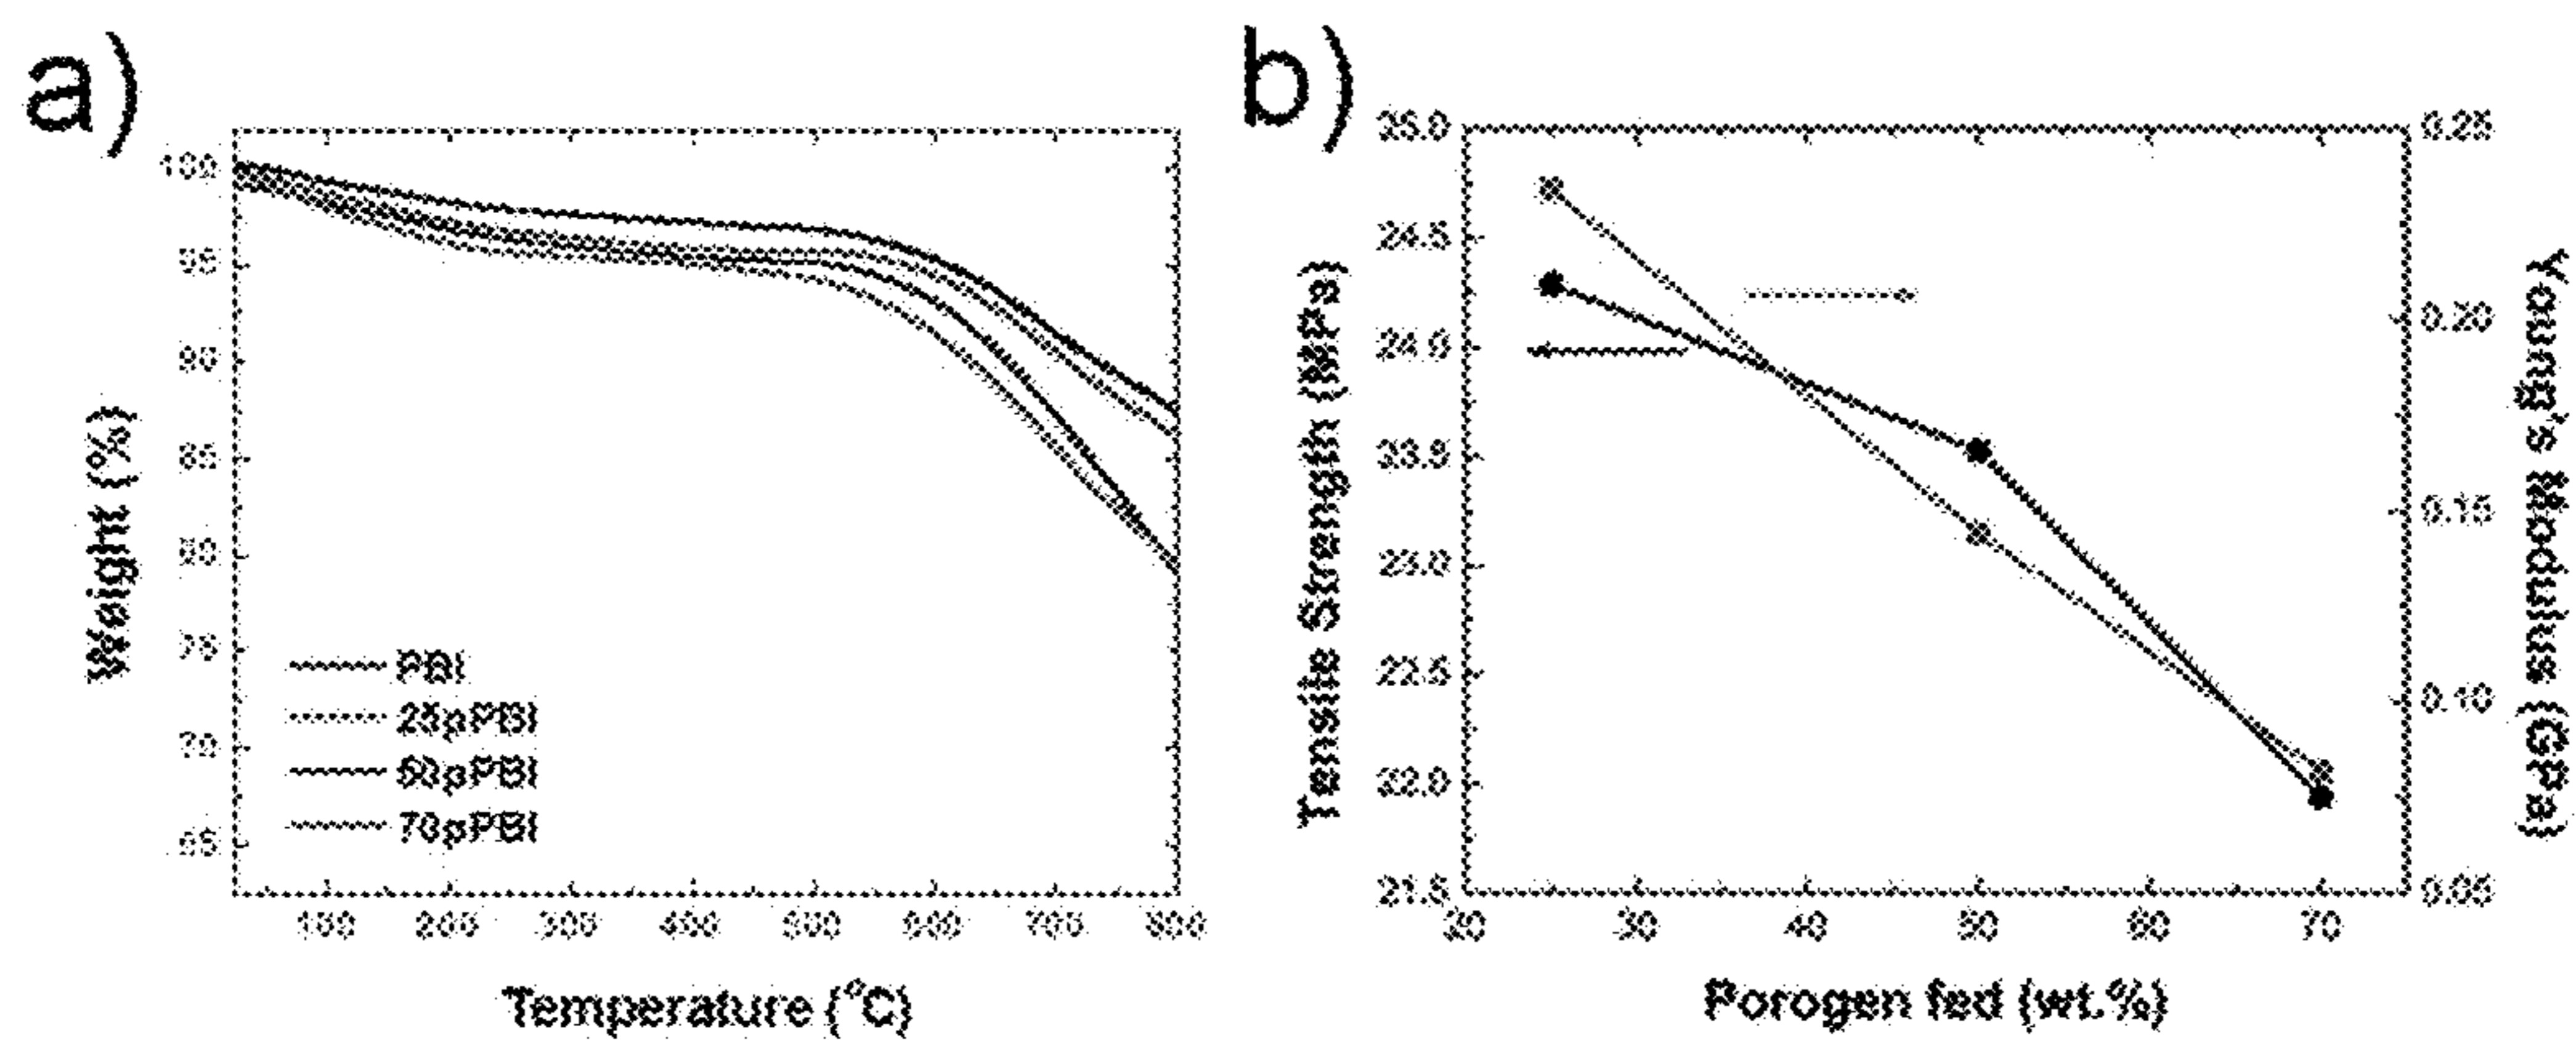 a)
100
95
90
85
80
75
70
65
Weight (%)
PBI
25pPBI
50pPBI
70pPBI
100 200 300 400 500 600 700 800
Temperature (°C)
b)
25.0
24.5
24.0
23.5
23.0
22.5
22.0
21.5
Tensile Strength (MPa)
0.25
0.20
0.15
0.10
0.05
Young's Modulus (GPa)
20 30 40 50 60 70
Porogen fed (wt.%)